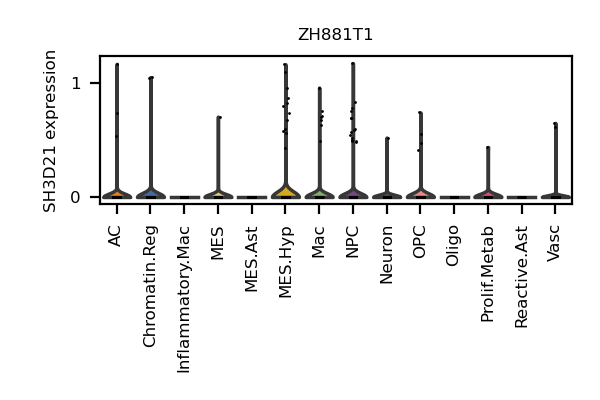 ZH881T1
SH3D21 expression
1
0
AC
Chromatin.Reg
Inflammatory.Mac
MES
MES.Ast
MES.Hyp
Mac
NPC
Neuron
OPC
Oligo
Prolif.Metab
Reactive.Ast
Vasc